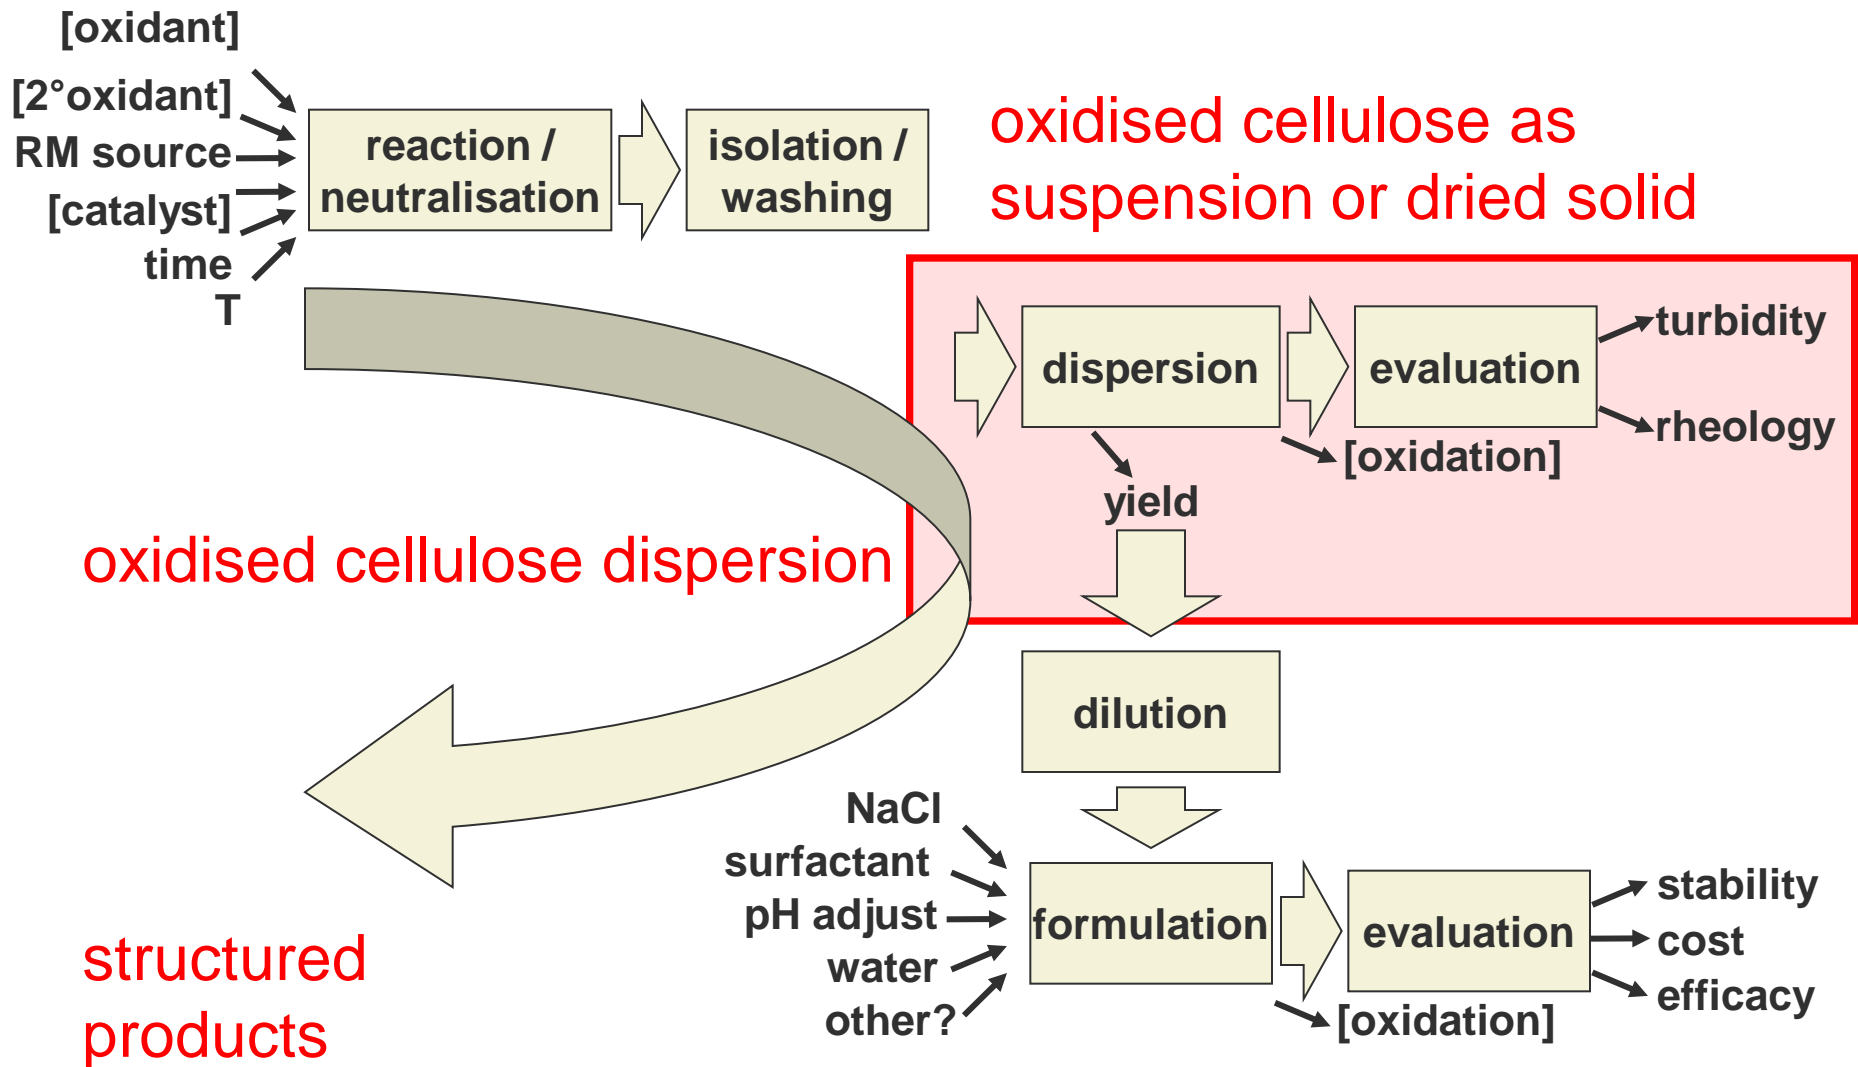 [oxidant]
[2°oxidant]
RM source
[catalyst]
time
T
reaction /
neutralisation
isolation /
washing
oxidised cellulose as
suspension or dried solid
dispersion
evaluation
turbidity
rheology
[oxidation]
yield
oxidised cellulose dispersion
dilution
NaCl
surfactant
pH adjust
water
other?
formulation
evaluation
stability
cost
efficacy
[oxidation]
structured
products